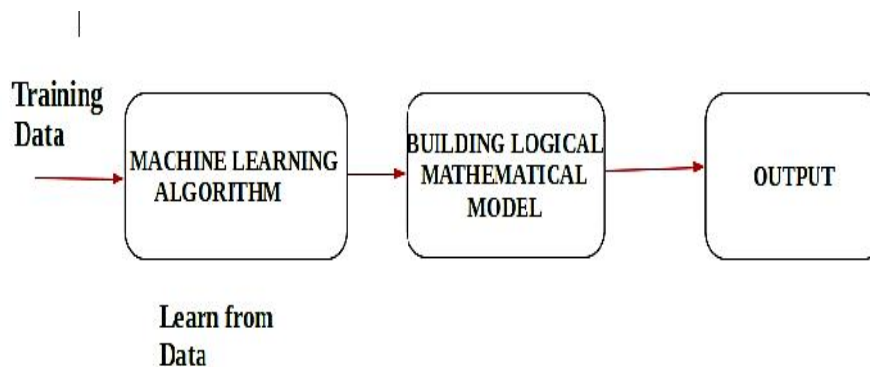 Training
Data
MACHINE LEARNING
ALGORITHM
BUILDING LOGICAL
MATHEMATICAL
MODEL
OUTPUT
Learn from
Data